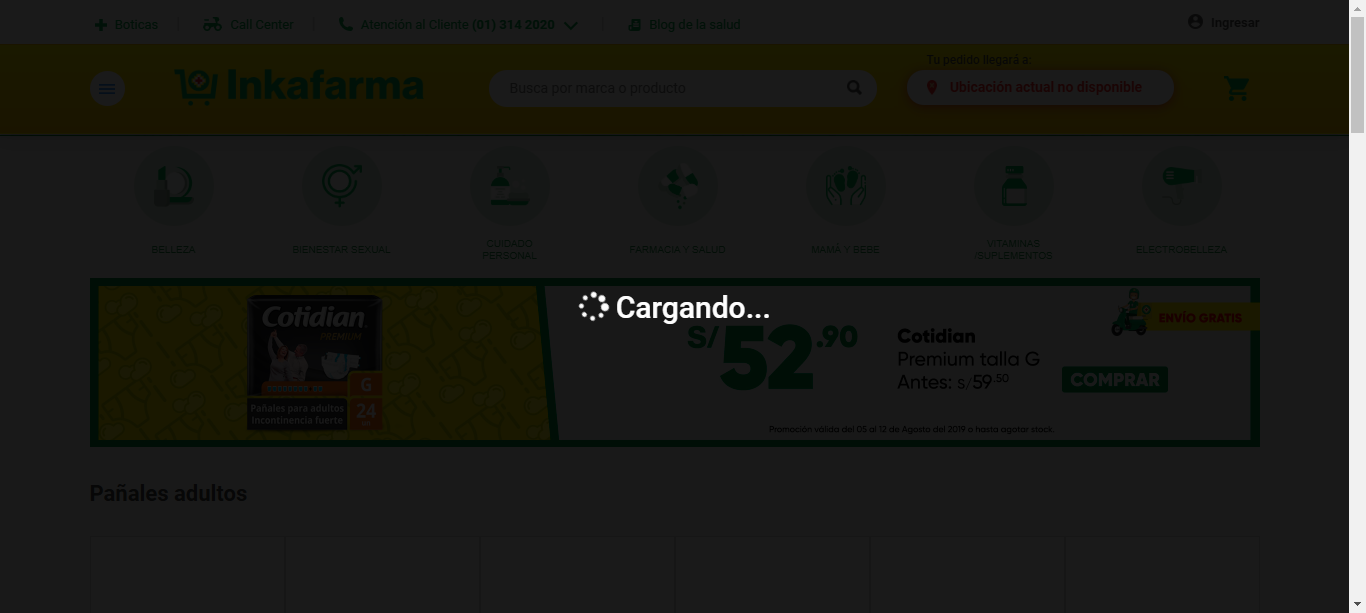 Boticas
Call Center
Atención al Cliente (01) 314 2020
Blog de la salud
Ingresar
Inkafarma
Busca por marca o producto
Tu pedido llegará a:
Ubicación actual no disponible
BELLEZA
BIENESTAR SEXUAL
CUIDADO
PERSONAL
FARMACIA Y SALUD
MAMÁ Y BEBÉ
VITAMINAS
/SUPLEMENTOS
ELECTROBELLEZA
Cargando...
Cotidian
PREMIUM
G
24
Pañales para adultos
Incontinencia fuerte
S/52.90
Cotidian
Premium talla G
Antes: s/59.50
ENVÍO GRATIS
COMPRAR
Promoción válida del 05 al 12 de Agosto del 2019 o hasta agotar stock.
Pañales adultos